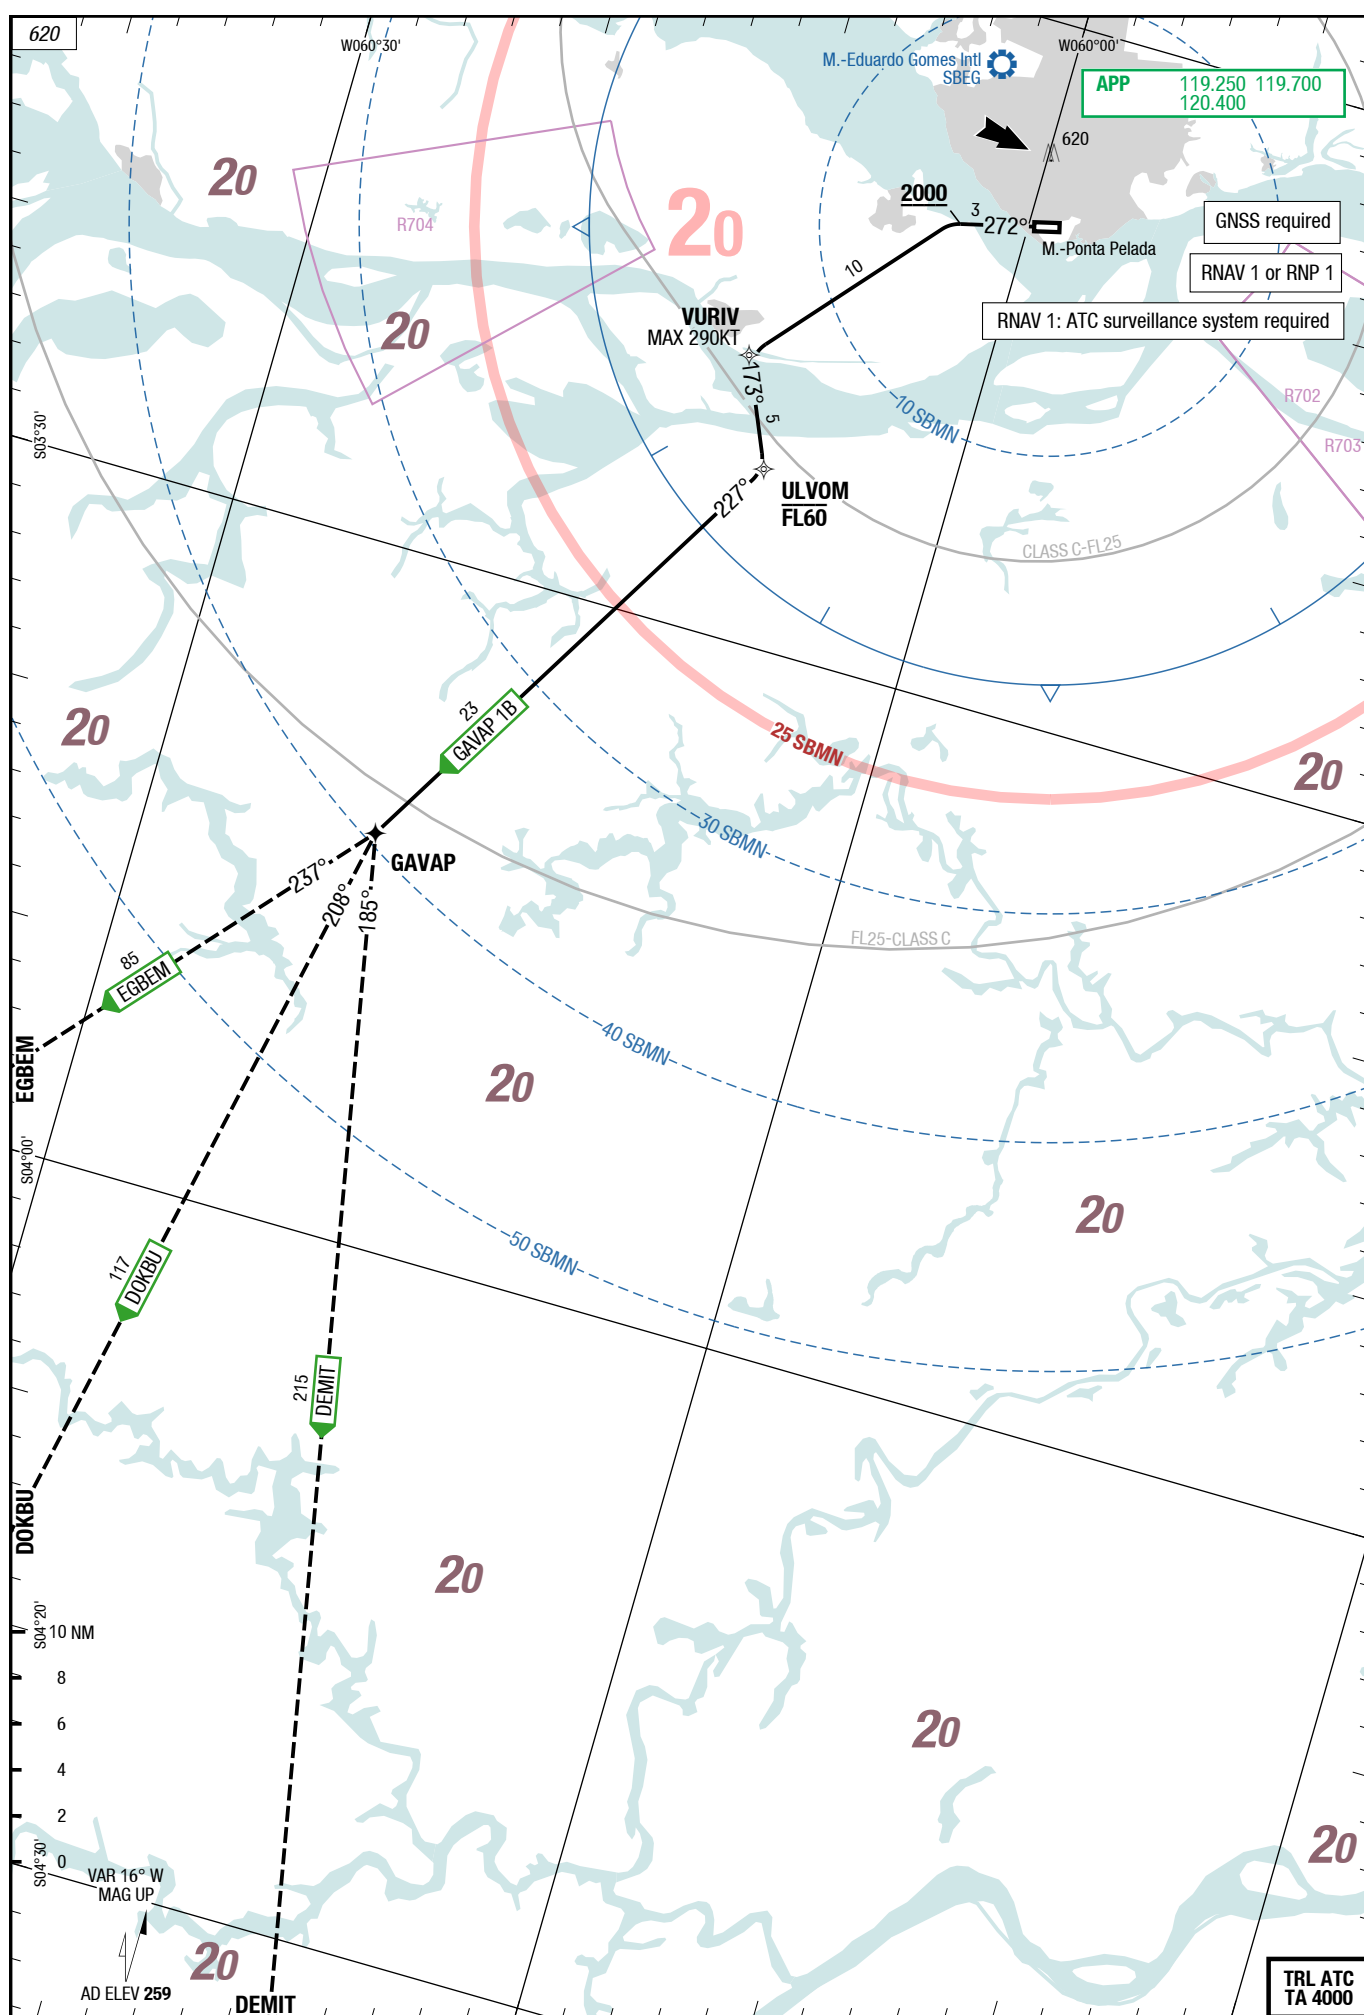 620
W060°30'
W060°00'
M.-Eduardo Gomes Intl
SBEG
APP 119.250 119.700
120.400
620
20
R704
20
2000
3
272°
M.-Ponta Pelada
GNSS required
RNAV 1 or RNP 1
RNAV 1: ATC surveillance system required
10
VURIV
MAX 290KT
20
173°
5
10 SBMN
R702
R703
S03°30'
ULVOM
FL60
227°
CLASS C-FL25
20
23
GAVAP 1B
25 SBMN
20
30 SBMN
GAVAP
237°
208°
185°
FL25-CLASS C
85
EGBEM
EGBEM
40 SBMN
20
S04°00'
20
50 SBMN
117
DOKBU
215
DEMIT
DOKBU
20
S04°20'
10 NM
8
6
4
2
0
20
S04°30'
VAR 16° W
MAG UP
20
20
AD ELEV 259
DEMIT
TRL ATC
TA 4000